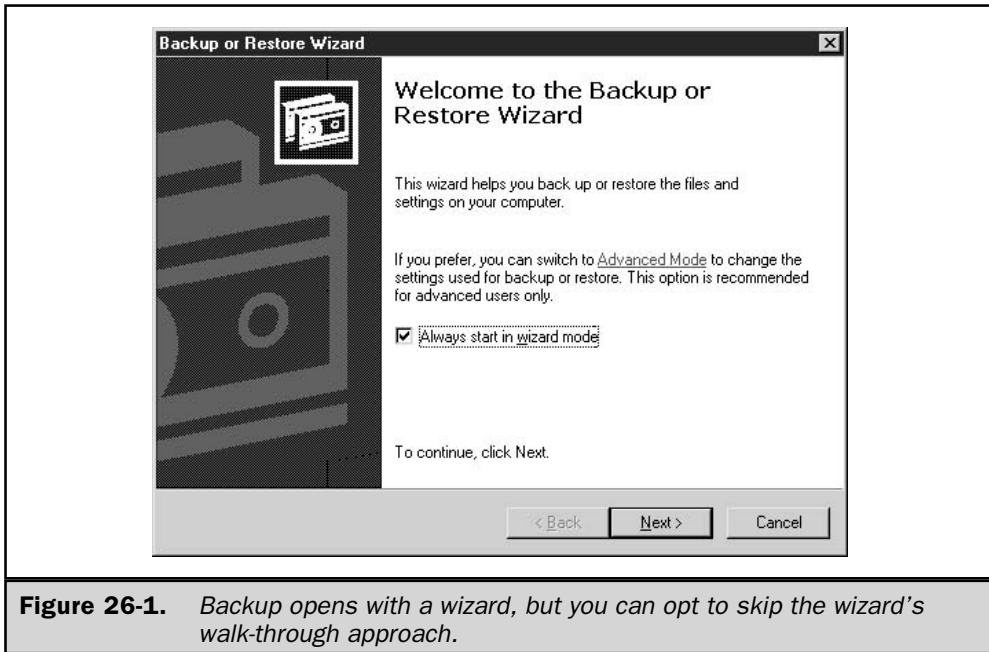 Backup or Restore Wizard
Welcome to the Backup or
Restore Wizard
This wizard helps you back up or restore the files and
settings on your computer.
If you prefer, you can switch to Advanced Mode to change the
settings used for backup or restore. This option is recommended
for advanced users only.
Always start in wizard mode
To continue, click Next.
< Back
Next >
Cancel
Figure 26-1. Backup opens with a wizard, but you can opt to skip the wizard's
walk-through approach.